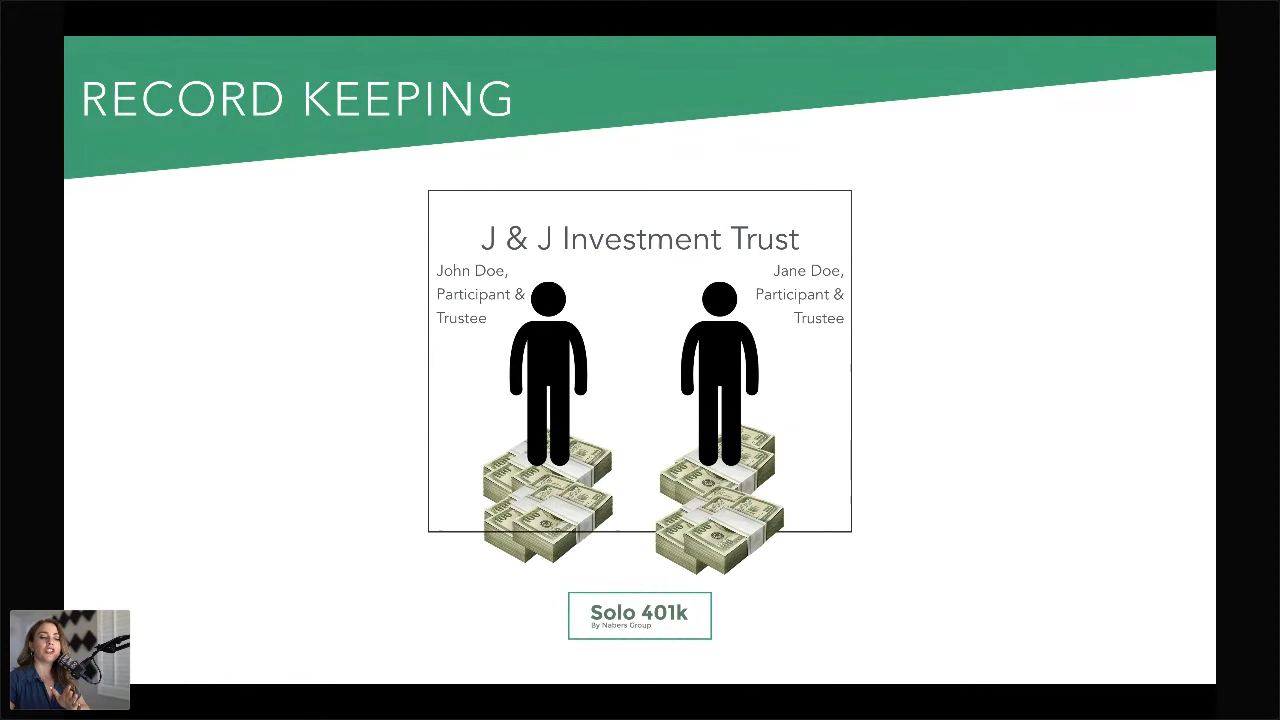 RECORD KEEPING
J & J Investment Trust
John Doe,
Participant &
Trustee
Jane Doe,
Participant &
Trustee
Solo 401k
By Nabers Group